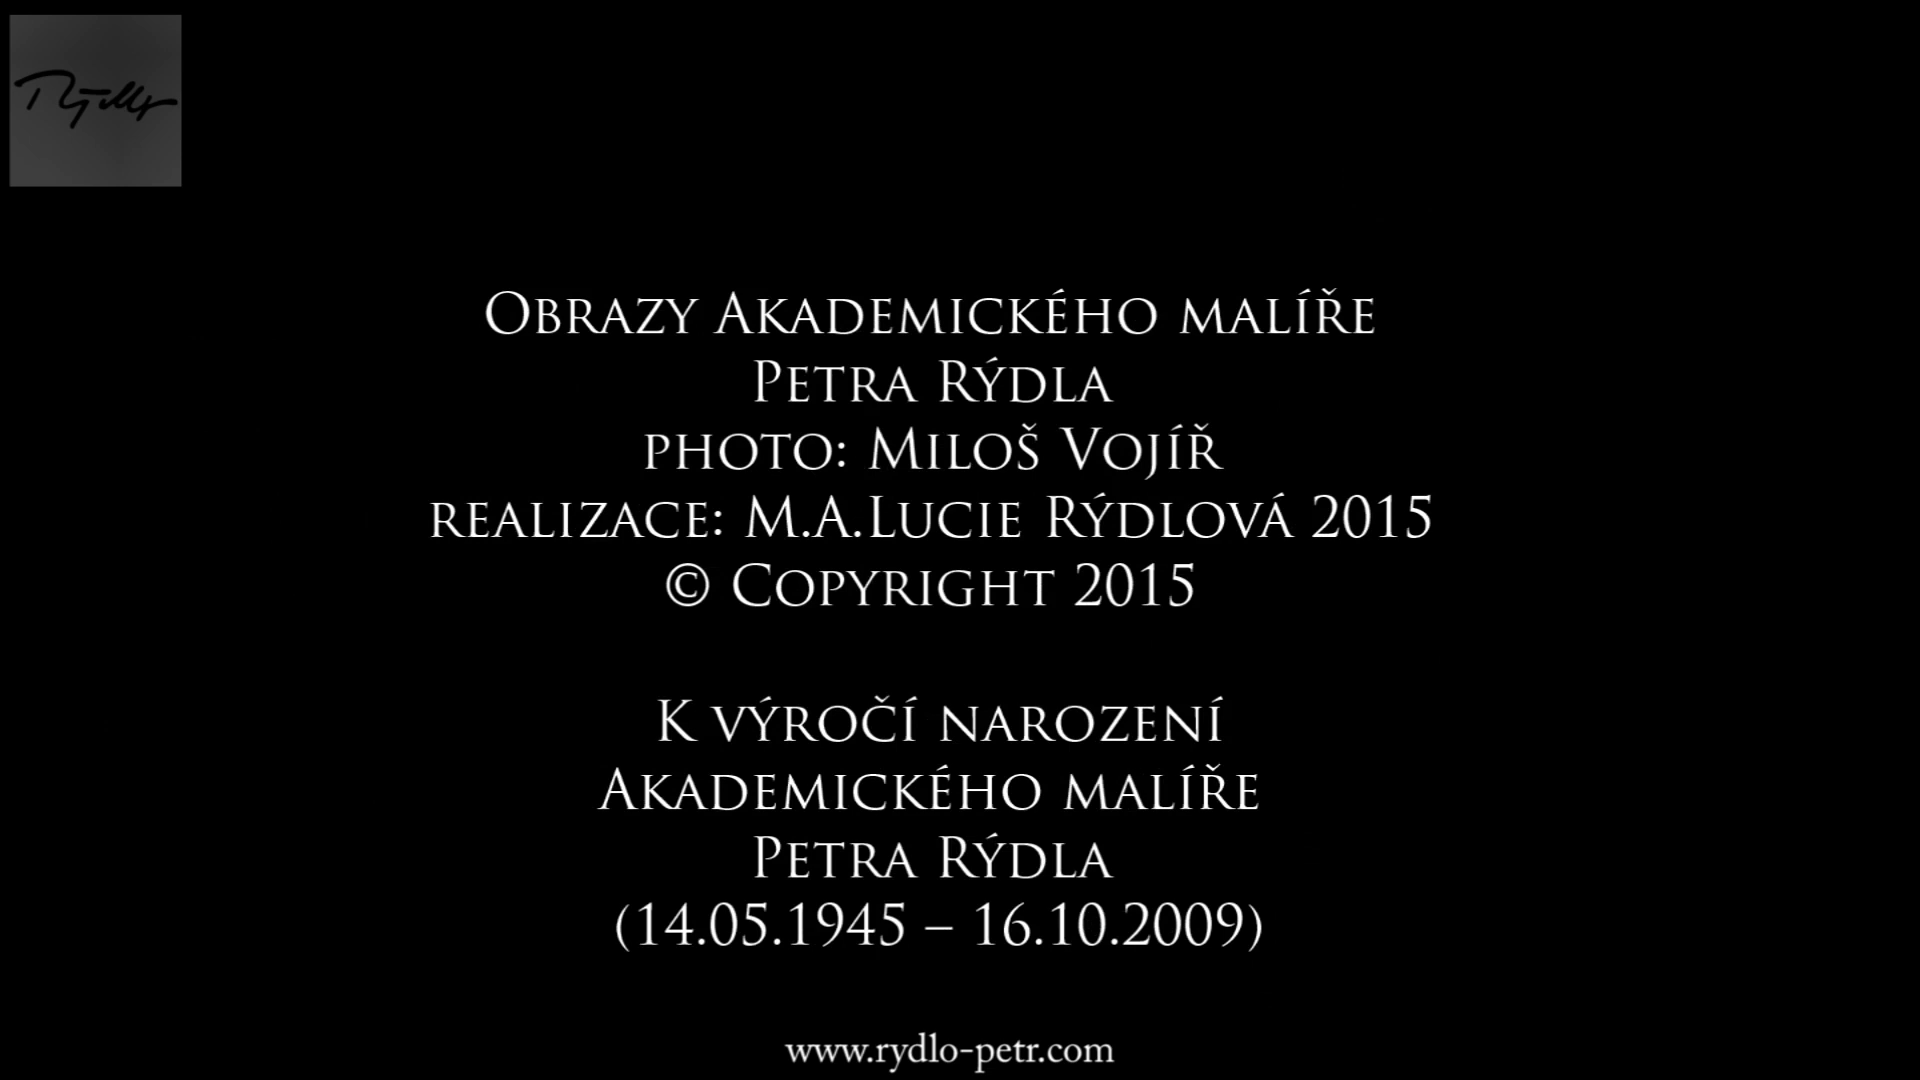 Obrazy Akademického malíře
Petra Rýdla
photo: Miloš Vojíř
realizace: M.A.Lucie Rýdlová 2015
© Copyright 2015
K výročí narození
Akademického malíře
Petra Rýdla
(14.05.1945 – 16.10.2009)
www.rydlo-petr.com